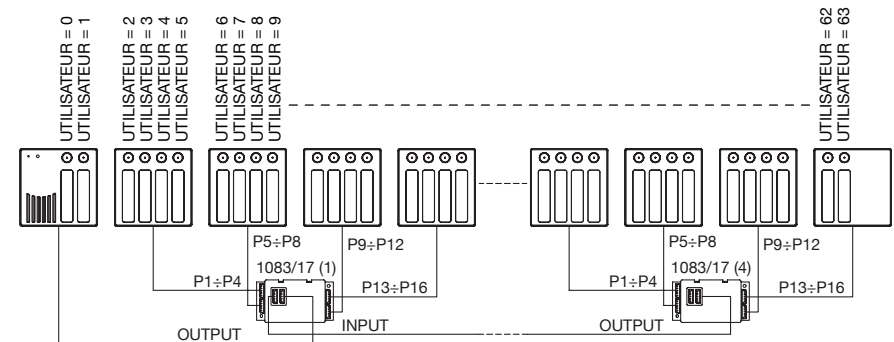 UTILISATEUR = 0
UTILISATEUR = 1
UTILISATEUR = 2
UTILISATEUR = 3
UTILISATEUR = 4
UTILISATEUR = 5
UTILISATEUR = 6
UTILISATEUR = 7
UTILISATEUR = 8
UTILISATEUR = 9
UTILISATEUR = 62
UTILISATEUR = 63
P5÷P8
P9÷P12
P5÷P8
P9÷P12
1083/17 (1)
1083/17 (4)
P1÷P4
P13÷P16
P1÷P4
P13÷P16
OUTPUT
INPUT
OUTPUT